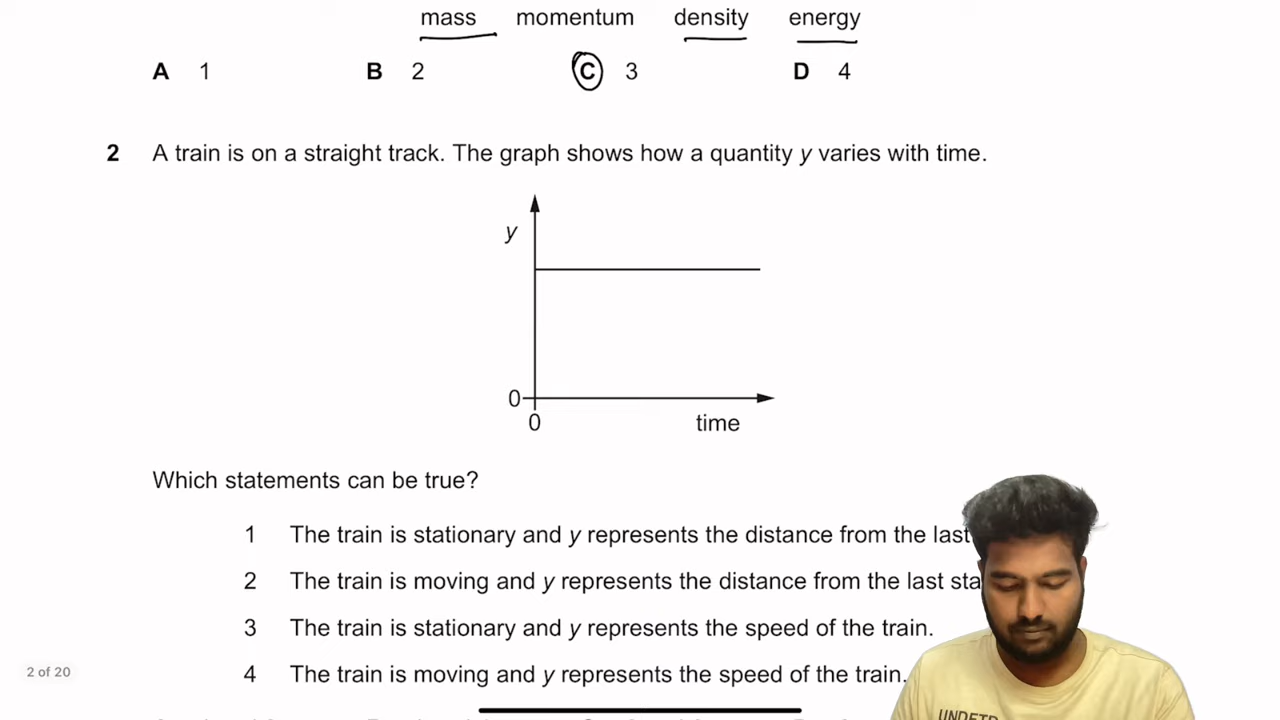 mass momentum density energy
A 1 B 2 C 3 D 4
2 A train is on a straight track. The graph shows how a quantity y varies with time.
y
0
0 time
Which statements can be true?
1 The train is stationary and y represents the distance from the last
2 The train is moving and y represents the distance from the last
3 The train is stationary and y represents the speed of the train.
4 The train is moving and y represents the speed of the train.
2 of 20